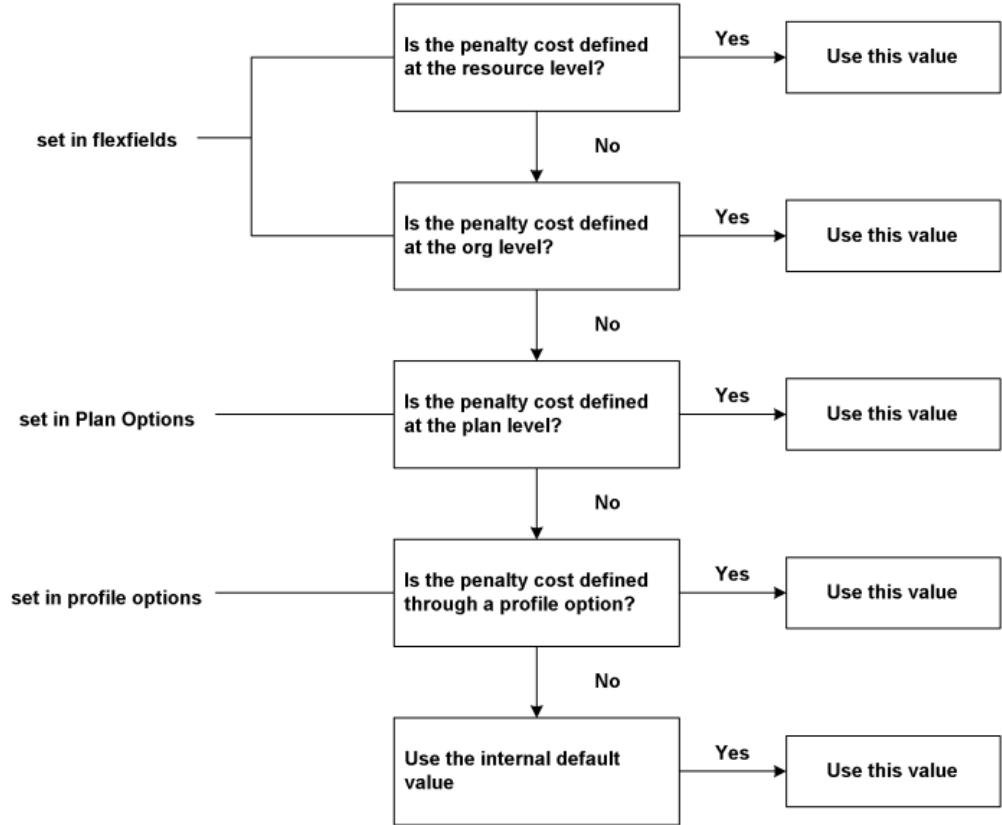 Is the penalty cost defined
at the resource level?
Yes
Use this value
set in flexfields
No
Is the penalty cost defined
at the org level?
Yes
Use this value
No
set in Plan Options
Is the penalty cost defined
at the plan level?
Yes
Use this value
No
set in profile options
Is the penalty cost defined
through a profile option?
Yes
Use this value
No
Use the internal default
value
Yes
Use this value